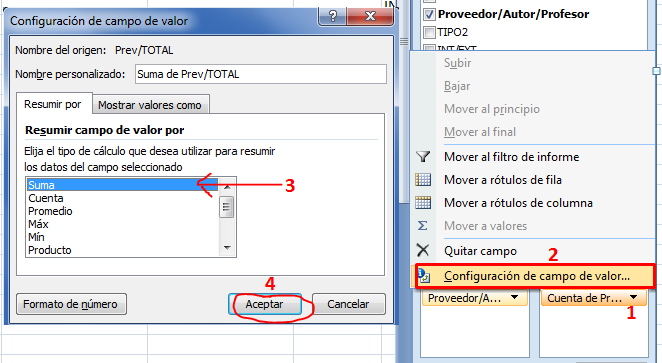 IN
Configuración de campo de valor
Nombre del origen: Prev/TOTAL
Nombre personalizado: Suma de Prev/TOTAL
Resumir por
Mostrar valores como
Resumir campo de valor por
Elija el tipo de cálculo que desea utilizar para resumir
los datos del campo seleccionado
Suma
Cuenta
Promedio
Máx
Mín
Producto
3
4
Formato de número
Aceptar
Cancelar
Proveedor/Autor/Profesor
TIPO2
INT/EXT
Subir
Bajar
Mover al principio
Mover al final
Mover al filtro de informe
Mover a rótulos de fila
Mover a rótulos de columna
Σ Mover a valores
Quitar campo
2
Configuración de campo de valor...
Proveedor/A...
Cuenta de Pr...
1